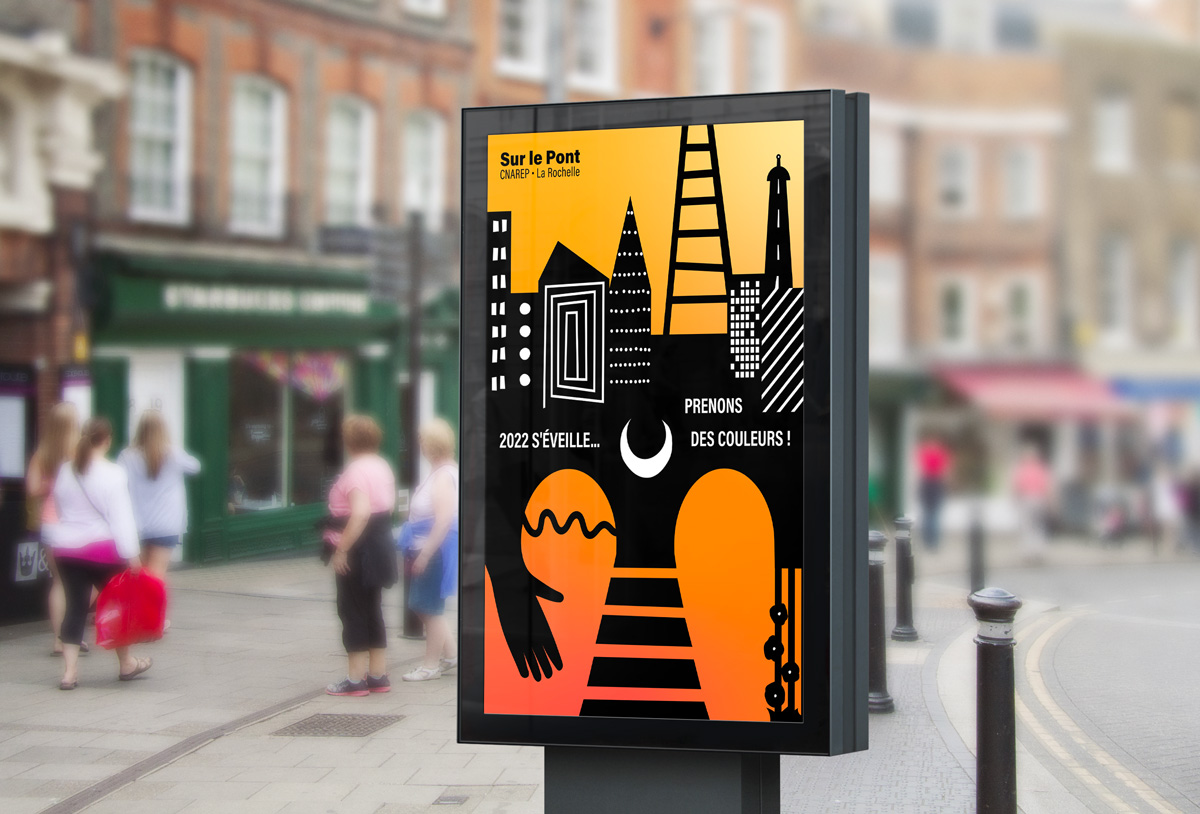 Sur le Pont
CNAREP • La Rochelle
PRENONS
2022 S'ÉVEILLE...
DES COULEURS !
STARBUCKS COFFEE